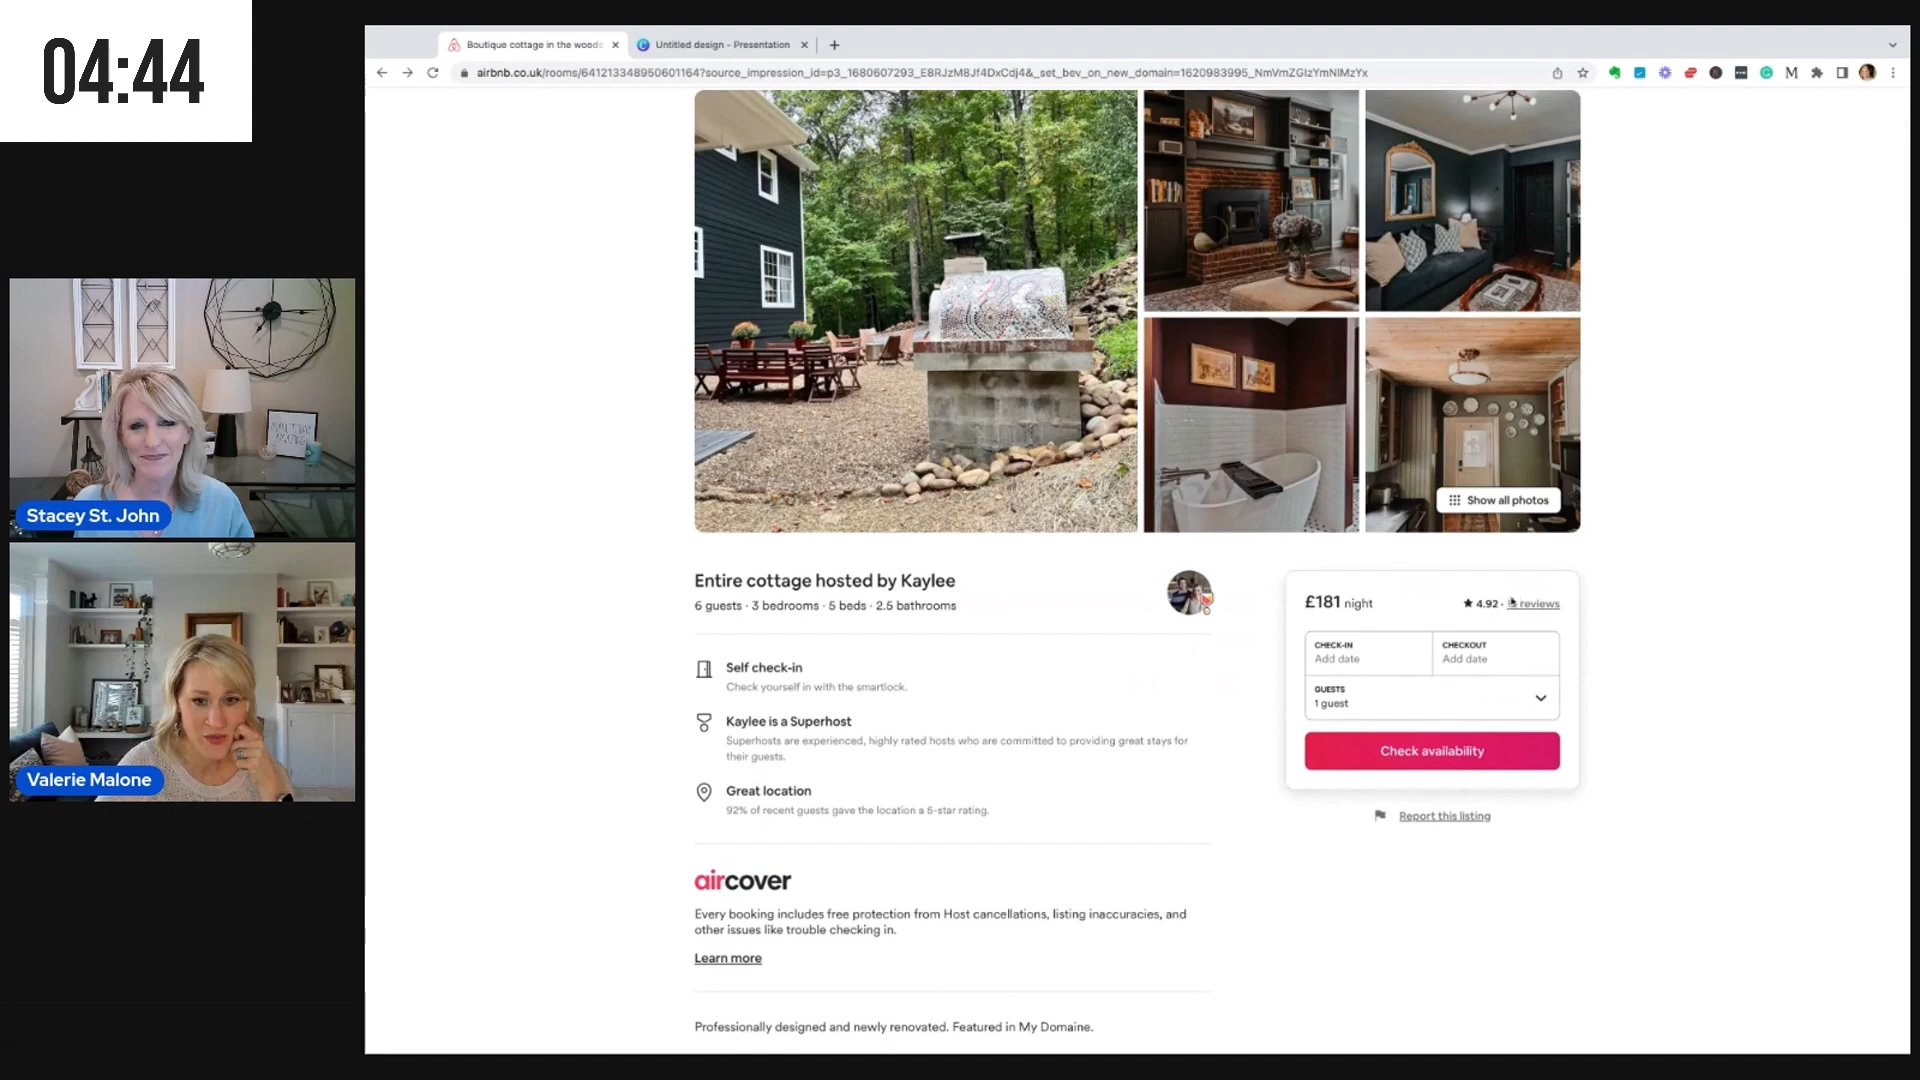 04:44
Boutique cottage in the woods
Untitled design - Presentation
airbnb.co.uk/rooms/641213348950601164?source_impression_id=p3_1680607293_E8RJzM8Jf4DxCdj4&_set_bev_on_new_domain=1620983995_NmVmZGIzYmNlMzYx
Show all photos
Stacey St. John
Valerie Malone
Entire cottage hosted by Kaylee
6 guests · 3 bedrooms · 5 beds · 2.5 bathrooms
Self check-in
Check yourself in with the smartlock.
Kaylee is a Superhost
Superhosts are experienced, highly rated hosts who are committed to providing great stays for
their guests.
Great location
92% of recent guests gave the location a 5-star rating.
aircover
Every booking includes free protection from Host cancellations, listing inaccuracies, and
other issues like trouble checking in.
Learn more
Professionally designed and newly renovated. Featured in My Domaine.
£181 night
★ 4.92 · reviews
CHECK-IN
Add date
CHECKOUT
Add date
GUESTS
1 guest
Check availability
Report this listing